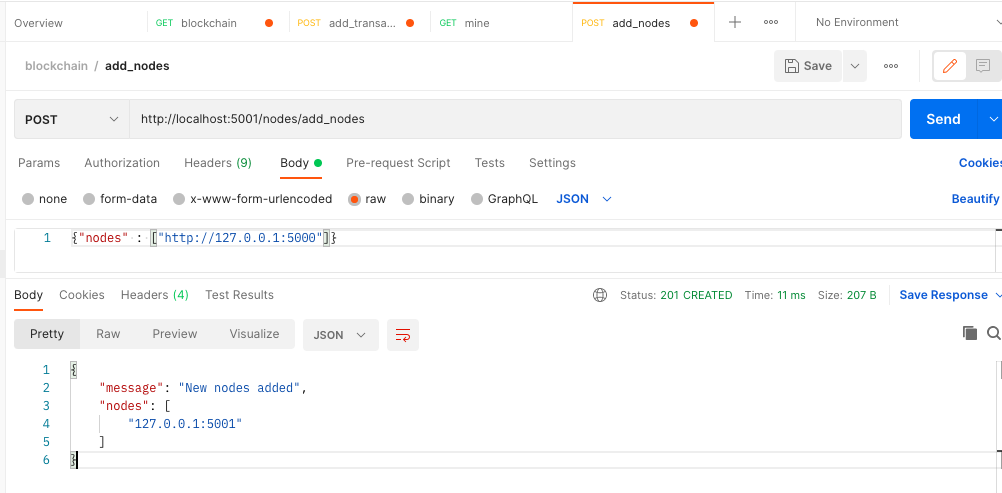 Overview GET blockchain POST add_transa... GET mine POST add_nodes No Environment
blockchain / add_nodes Save
POST http://localhost:5001/nodes/add_nodes Send
Params Authorization Headers (9) Body Pre-request Script Tests Settings Cookies
none form-data x-www-form-urlencoded raw binary GraphQL JSON Beautify
1 {"nodes" : ["http://127.0.0.1:5000"]}
Body Cookies Headers (4) Test Results Status: 201 CREATED Time: 11 ms Size: 207 B Save Response
Pretty Raw Preview Visualize JSON
1 {
2 "message": "New nodes added",
3 "nodes": [
4 "127.0.0.1:5001"
5 ]
6 }